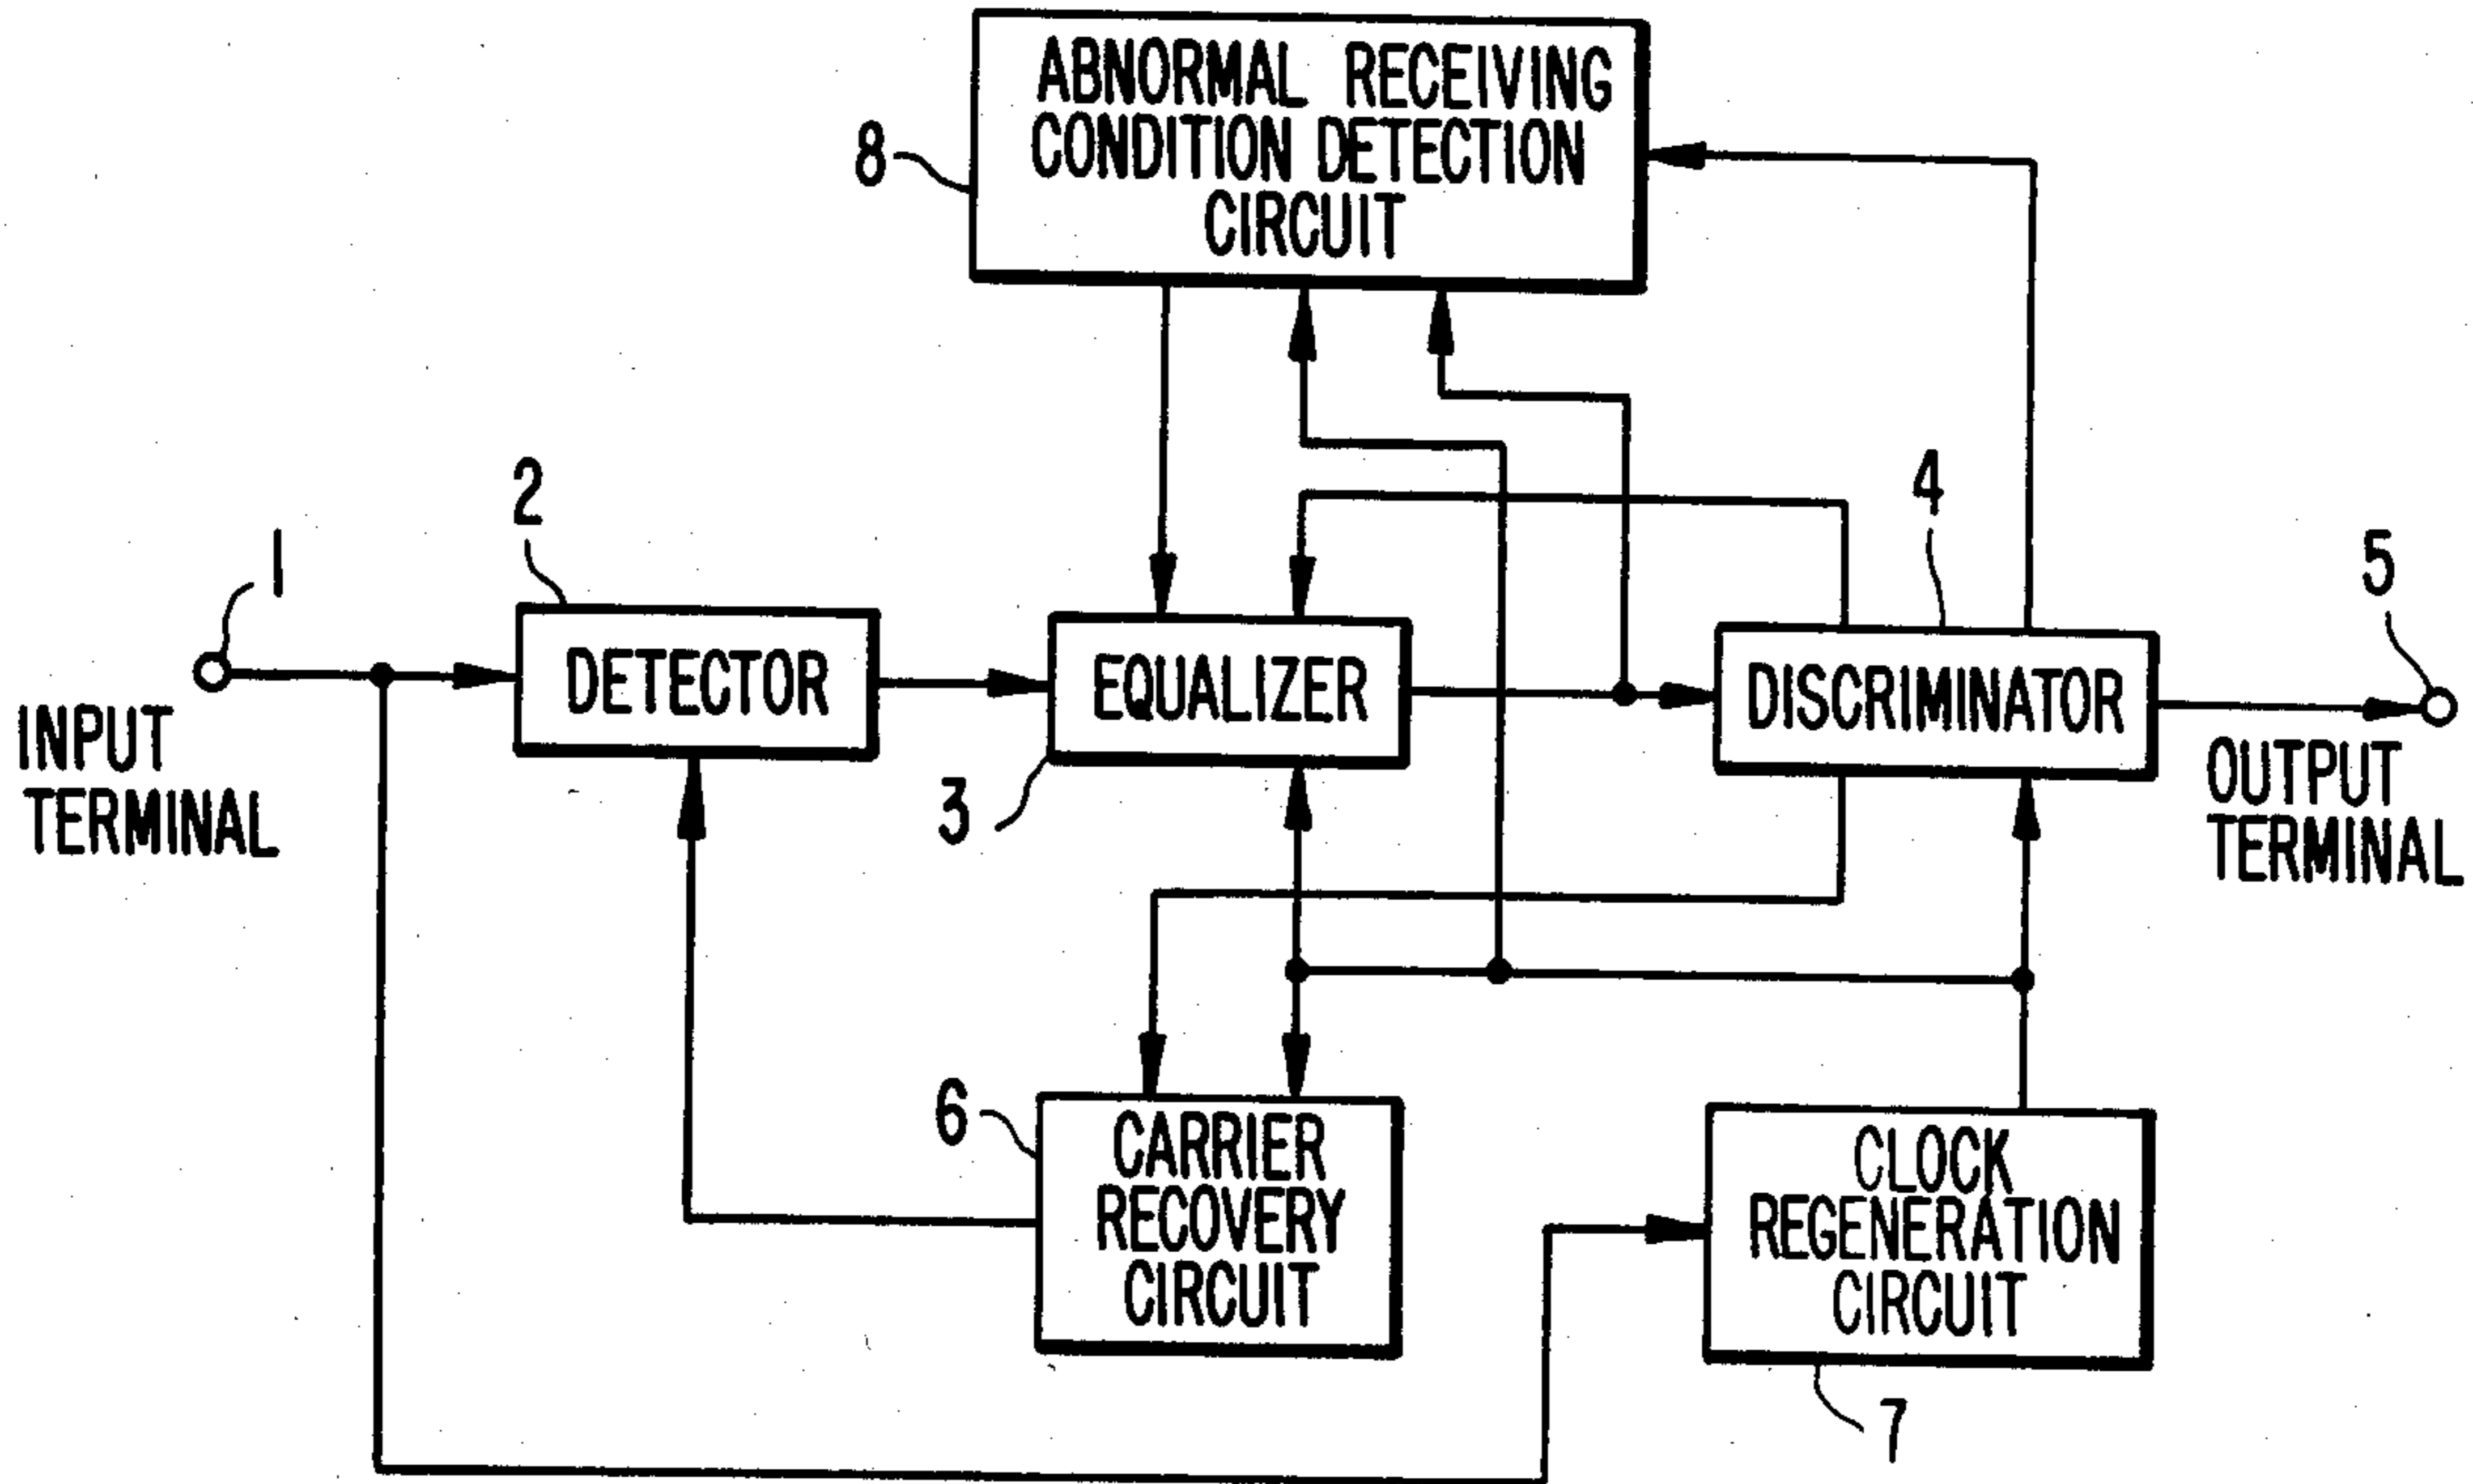 ABNORMAL RECEIVING
CONDITION DETECTION
CIRCUIT
8
2
4
1
5
DETECTOR
EQUALIZER
DISCRIMINATOR
INPUT
TERMINAL
3
OUTPUT
TERMINAL
6
CARRIER
RECOVERY
CIRCUIT
CLOCK
REGENERATION
CIRCUIT
7